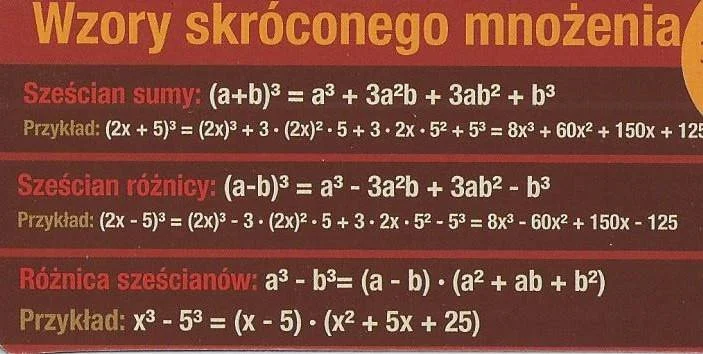 Wzory skróconego mnożenia
Sześcian sumy: (a+b)³ = a³ + 3a²b + 3ab² + b³
Przykład: (2x + 5)³ = (2x)³ + 3 · (2x)² · 5 + 3 · 2x · 5² + 5³ = 8x³ + 60x² + 150x + 125
Sześcian różnicy: (a-b)³ = a³ - 3a²b + 3ab² - b³
Przykład: (2x - 5)³ = (2x)³ - 3 · (2x)² · 5 + 3 · 2x · 5² - 5³ = 8x³ - 60x² + 150x - 125
Różnica sześcianów: a³ - b³= (a - b) · (a² + ab + b²)
Przykład: x³ - 5³ = (x - 5) · (x² + 5x + 25)